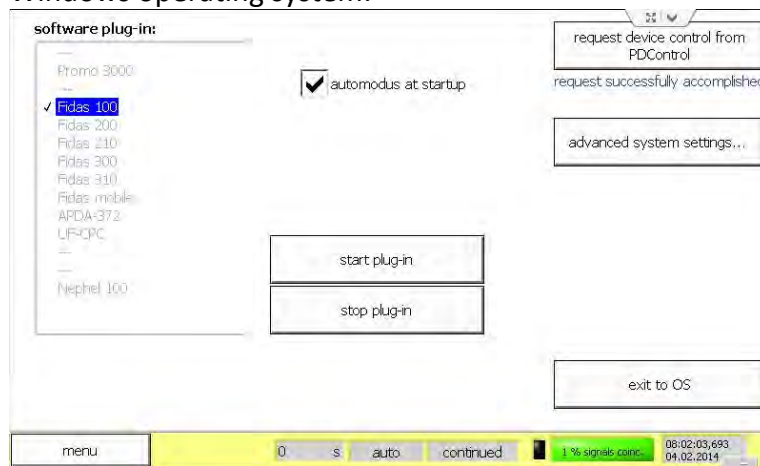 Windows operating system.
software plug-in:
---
Promo 3000
---
Fidas 100
Fidas 200
Fidas 210
Fidas 300
Fidas 310
Fidas mobile
APDA-372
UF-CPC
---
---
Nephel 100
automodus at startup
start plug-in
stop plug-in
request device control from
PDControl
request successfully accomplished
advanced system settings...
exit to OS
menu
0 s auto continued
1 % signals coinc.
08:02:03,693
04.02.2014